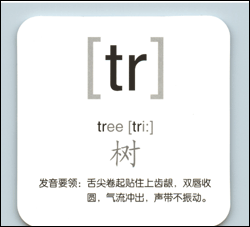 [tr]
tree [tri:]
树
发音要领：舌尖卷起贴住上齿龈，双唇收
圆，气流冲出，声带不振动。